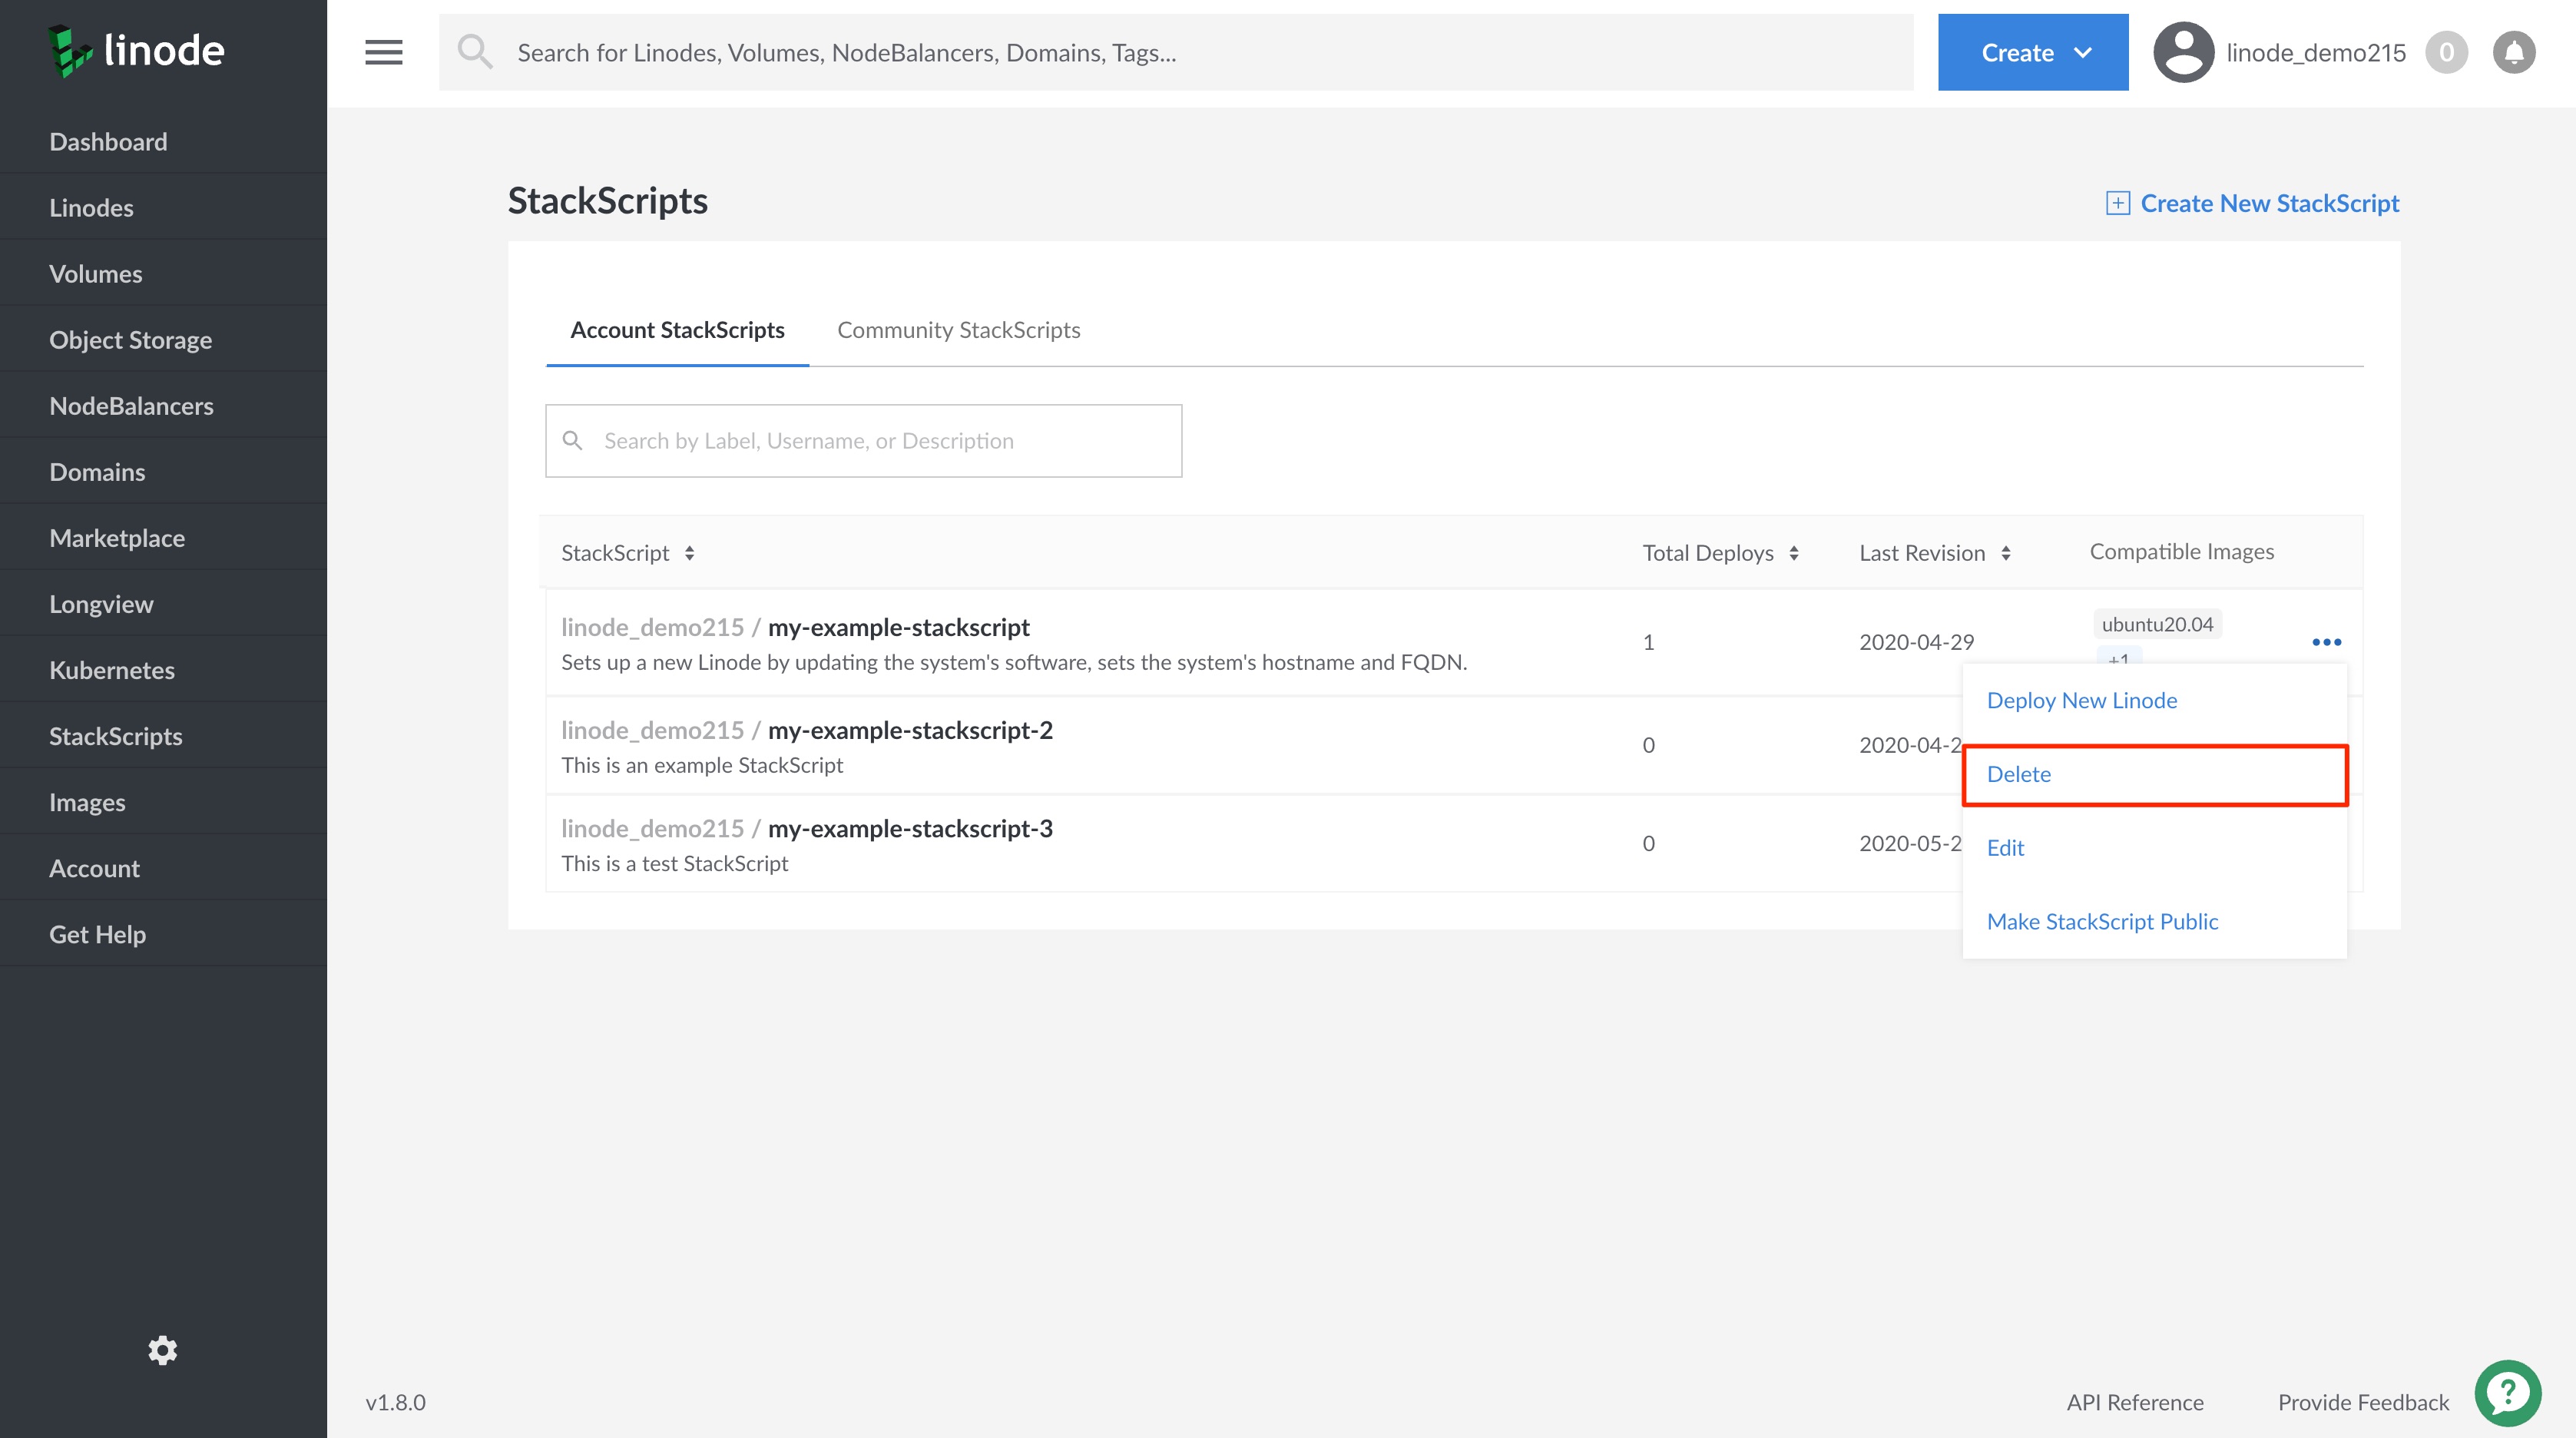 linode
Search for Linodes, Volumes, NodeBalancers, Domains, Tags...
Create
linode_demo215
0
Dashboard
Linodes
Volumes
Object Storage
NodeBalancers
Domains
Marketplace
Longview
Kubernetes
StackScripts
Images
Account
Get Help
StackScripts
Create New StackScript
Account StackScripts
Community StackScripts
Search by Label, Username, or Description
StackScript
Total Deploys
Last Revision
Compatible Images
linode_demo215 / my-example-stackscript
Sets up a new Linode by updating the system's software, sets the system's hostname and FQDN.
1
2020-04-29
ubuntu20.04
+1
linode_demo215 / my-example-stackscript-2
This is an example StackScript
0
2020-04-2
linode_demo215 / my-example-stackscript-3
This is a test StackScript
0
2020-05-2
Deploy New Linode
Delete
Edit
Make StackScript Public
v1.8.0
API Reference
Provide Feedback
?